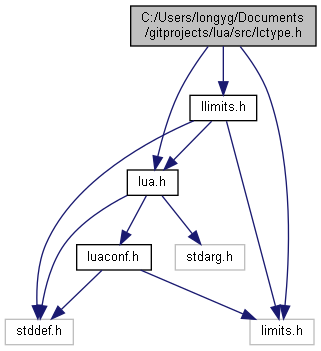 C:/Users/longyg/Documents
/gitprojects/lua/src/lctype.h
llimits.h
lua.h
luaconf.h
stdarg.h
stddef.h
limits.h